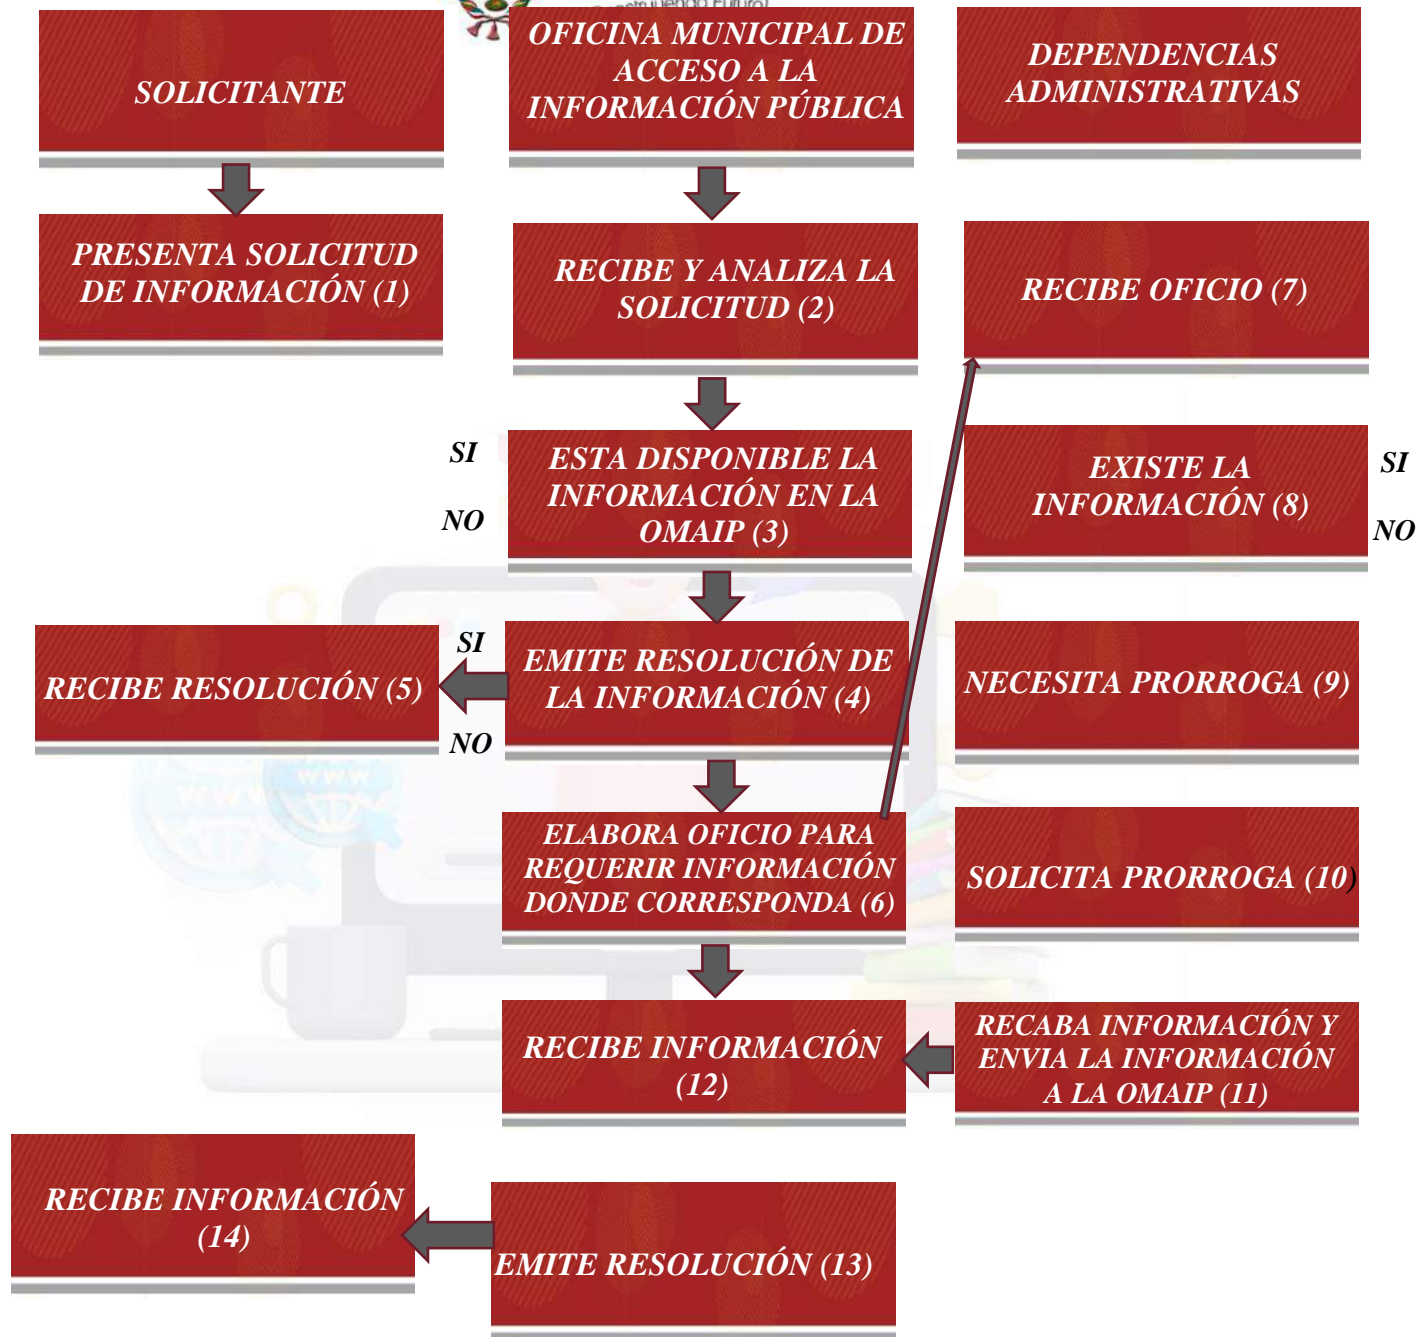 SOLICITANTE
OFICINA MUNICIPAL DE
ACCESO A LA
INFORMACIÓN PÚBLICA
DEPENDENCIAS
ADMINISTRATIVAS
PRESENTA SOLICITUD
DE INFORMACIÓN (1)
RECIBE Y ANALIZA LA
SOLICITUD (2)
RECIBE OFICIO (7)
SI
NO
ESTA DISPONIBLE LA
INFORMACIÓN EN LA
OMAIP (3)
EXISTE LA
INFORMACIÓN (8)
SI
NO
RECIBE RESOLUCIÓN (5)
SI
NO
EMITE RESOLUCIÓN DE
LA INFORMACIÓN (4)
NECESITA PRORROGA (9)
ELABORA OFICIO PARA
REQUERIR INFORMACIÓN
DONDE CORRESPONDA (6)
SOLICITA PRORROGA (10)
RECIBE INFORMACIÓN
(12)
RECABA INFORMACIÓN Y
ENVIA LA INFORMACIÓN
A LA OMAIP (11)
RECIBE INFORMACIÓN
(14)
EMITE RESOLUCIÓN (13)
WWW
WWW